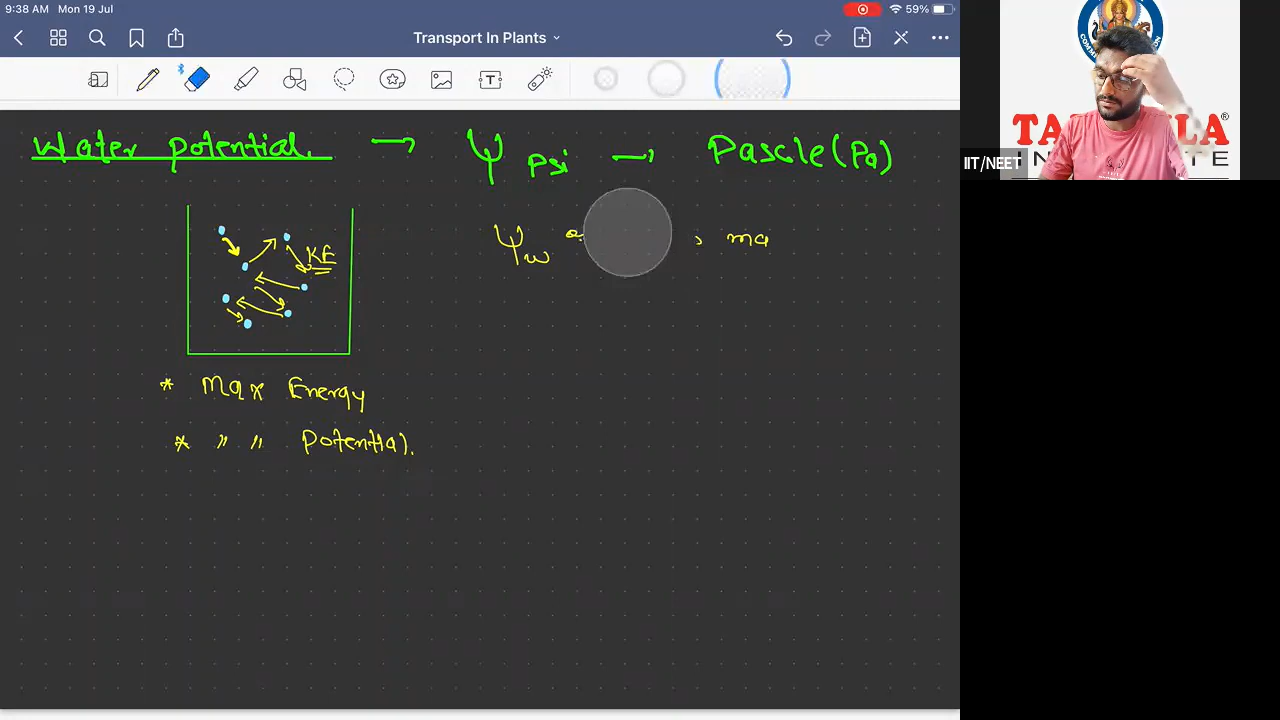 9:38 AM Mon 19 Jul
59%
Transport In Plants
T
Water potential. → Ψ Psi → Pascle(Pa)
KE
Ψw
, ma
* Max Energy
* " " Potential.
IIT/NEET